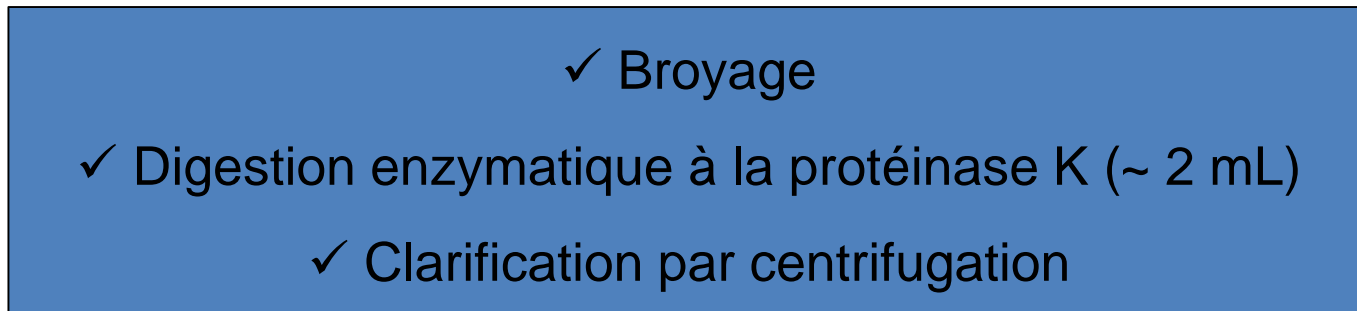 ✓ Broyage
✓ Digestion enzymatique à la protéinase K (~ 2 mL)
✓ Clarification par centrifugation